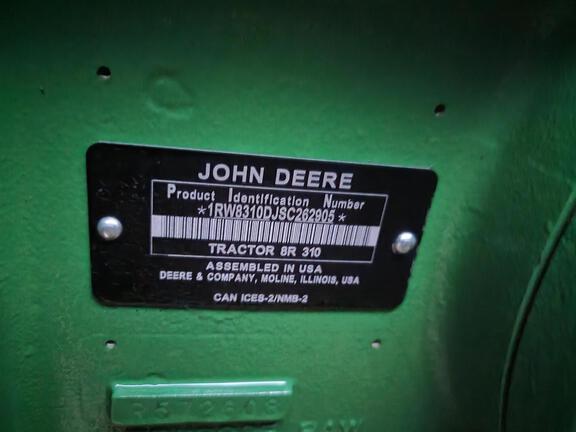 JOHN DEERE
Product Identification Number
*1RW8310DJSC262905*
TRACTOR 8R 310
ASSEMBLED IN USA
DEERE & COMPANY, MOLINE, ILLINOIS, USA
CAN ICES-2/NMB-2